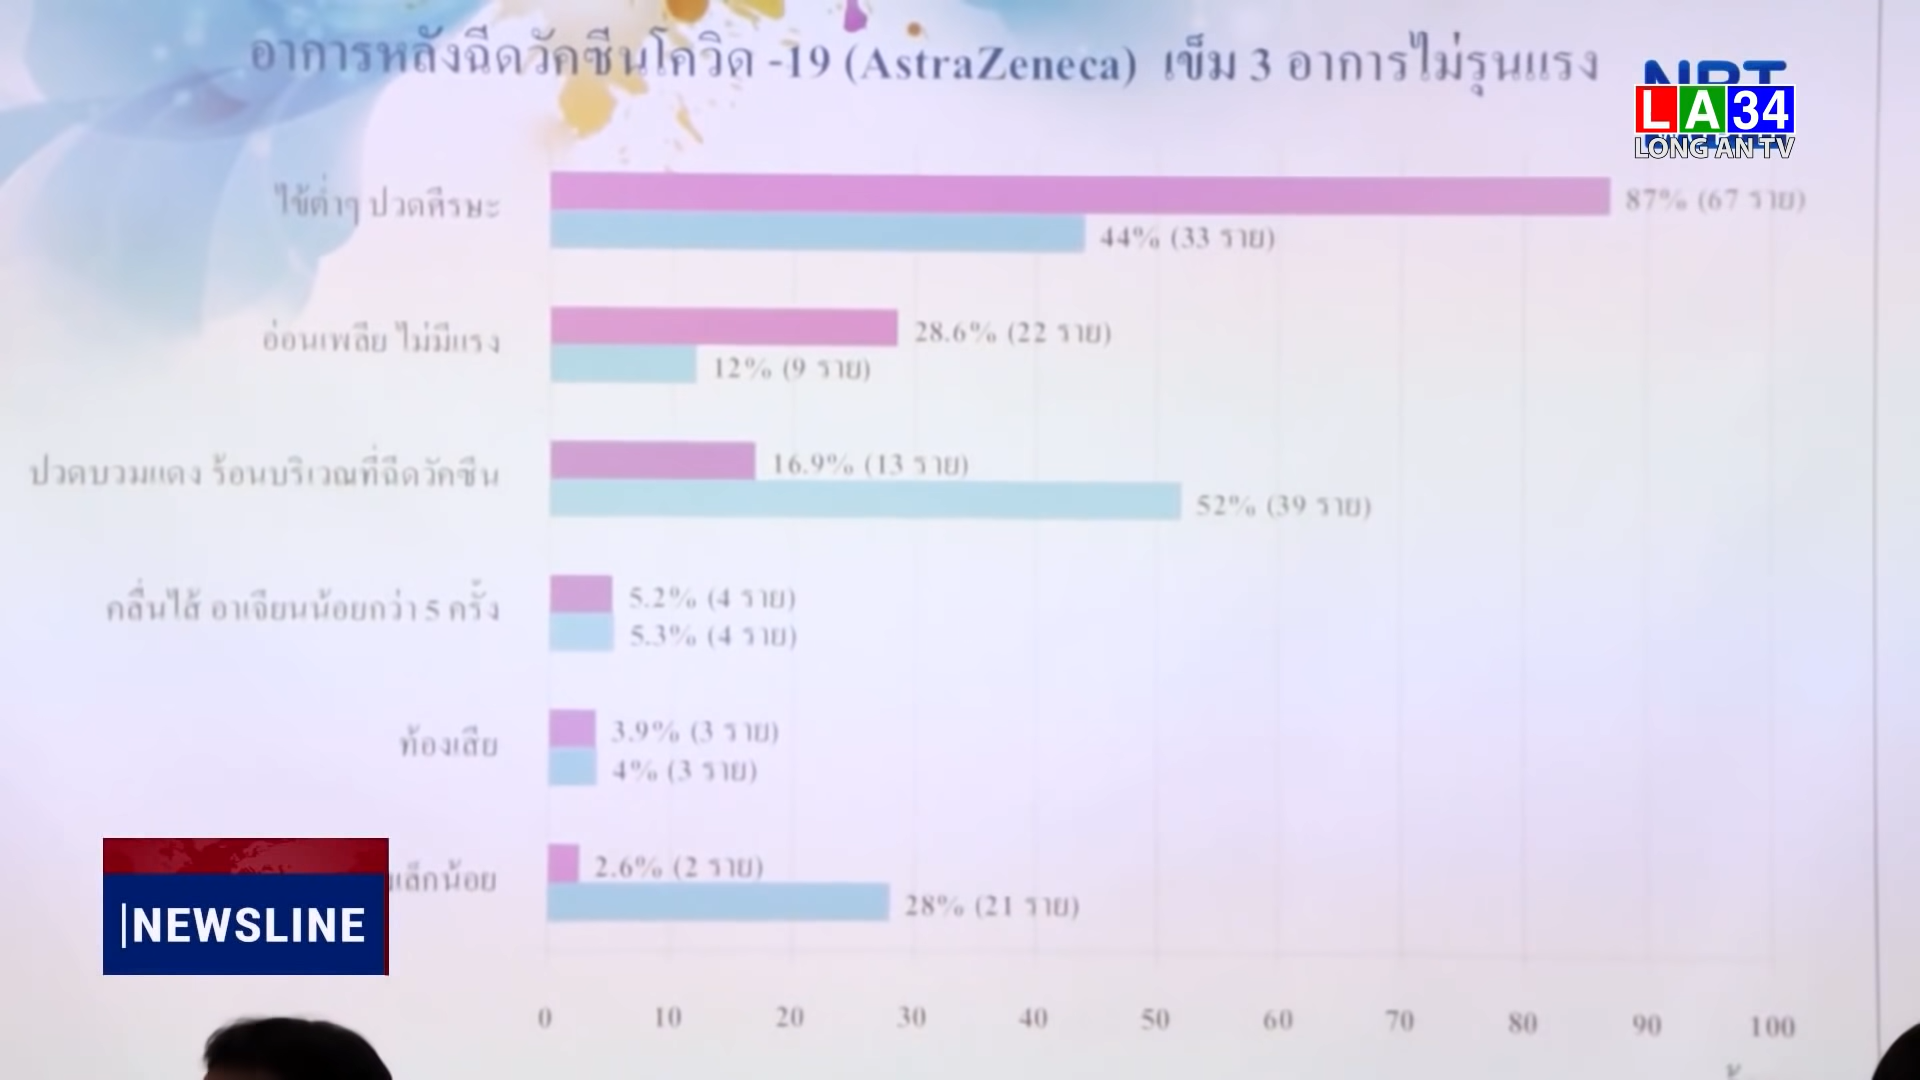 อาการหลังฉีดวัคซีนโควิด -19 (AstraZeneca) เข็ม 3 อาการไม่รุนแรง
NBT
LA34
LONG AN TV
ไข้ต่ำๆ ปวดศีรษะ
87% (67 ราย)
44% (33 ราย)
อ่อนเพลีย ไม่มีแรง
28.6% (22 ราย)
12% (9 ราย)
ปวดบวมแดง ร้อนบริเวณที่ฉีดวัคซีน
16.9% (13 ราย)
52% (39 ราย)
คลื่นไส้ อาเจียนน้อยกว่า 5 ครั้ง
5.2% (4 ราย)
5.3% (4 ราย)
ท้องเสีย
3.9% (3 ราย)
4% (3 ราย)
เล็กน้อย
2.6% (2 ราย)
28% (21 ราย)
NEWSLINE
0 10 20 30 40 50 60 70 80 90 100